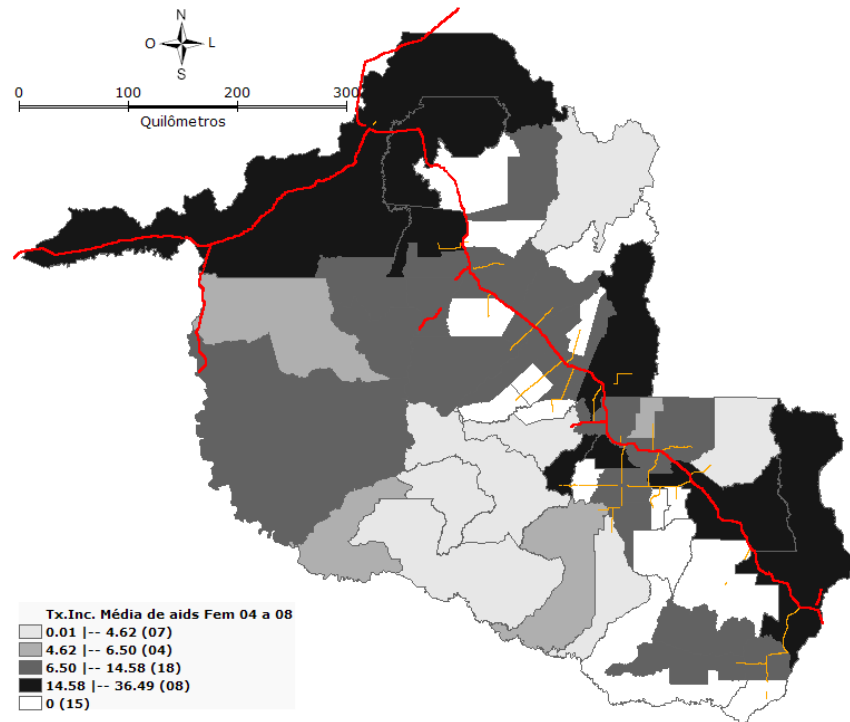 N
O L
S
0 100 200 300
Quilômetros
Tx.Inc. Média de aids Fem 04 a 08
0.01 |-- 4.62 (07)
4.62 |-- 6.50 (04)
6.50 |-- 14.58 (18)
14.58 |-- 36.49 (08)
0 (15)